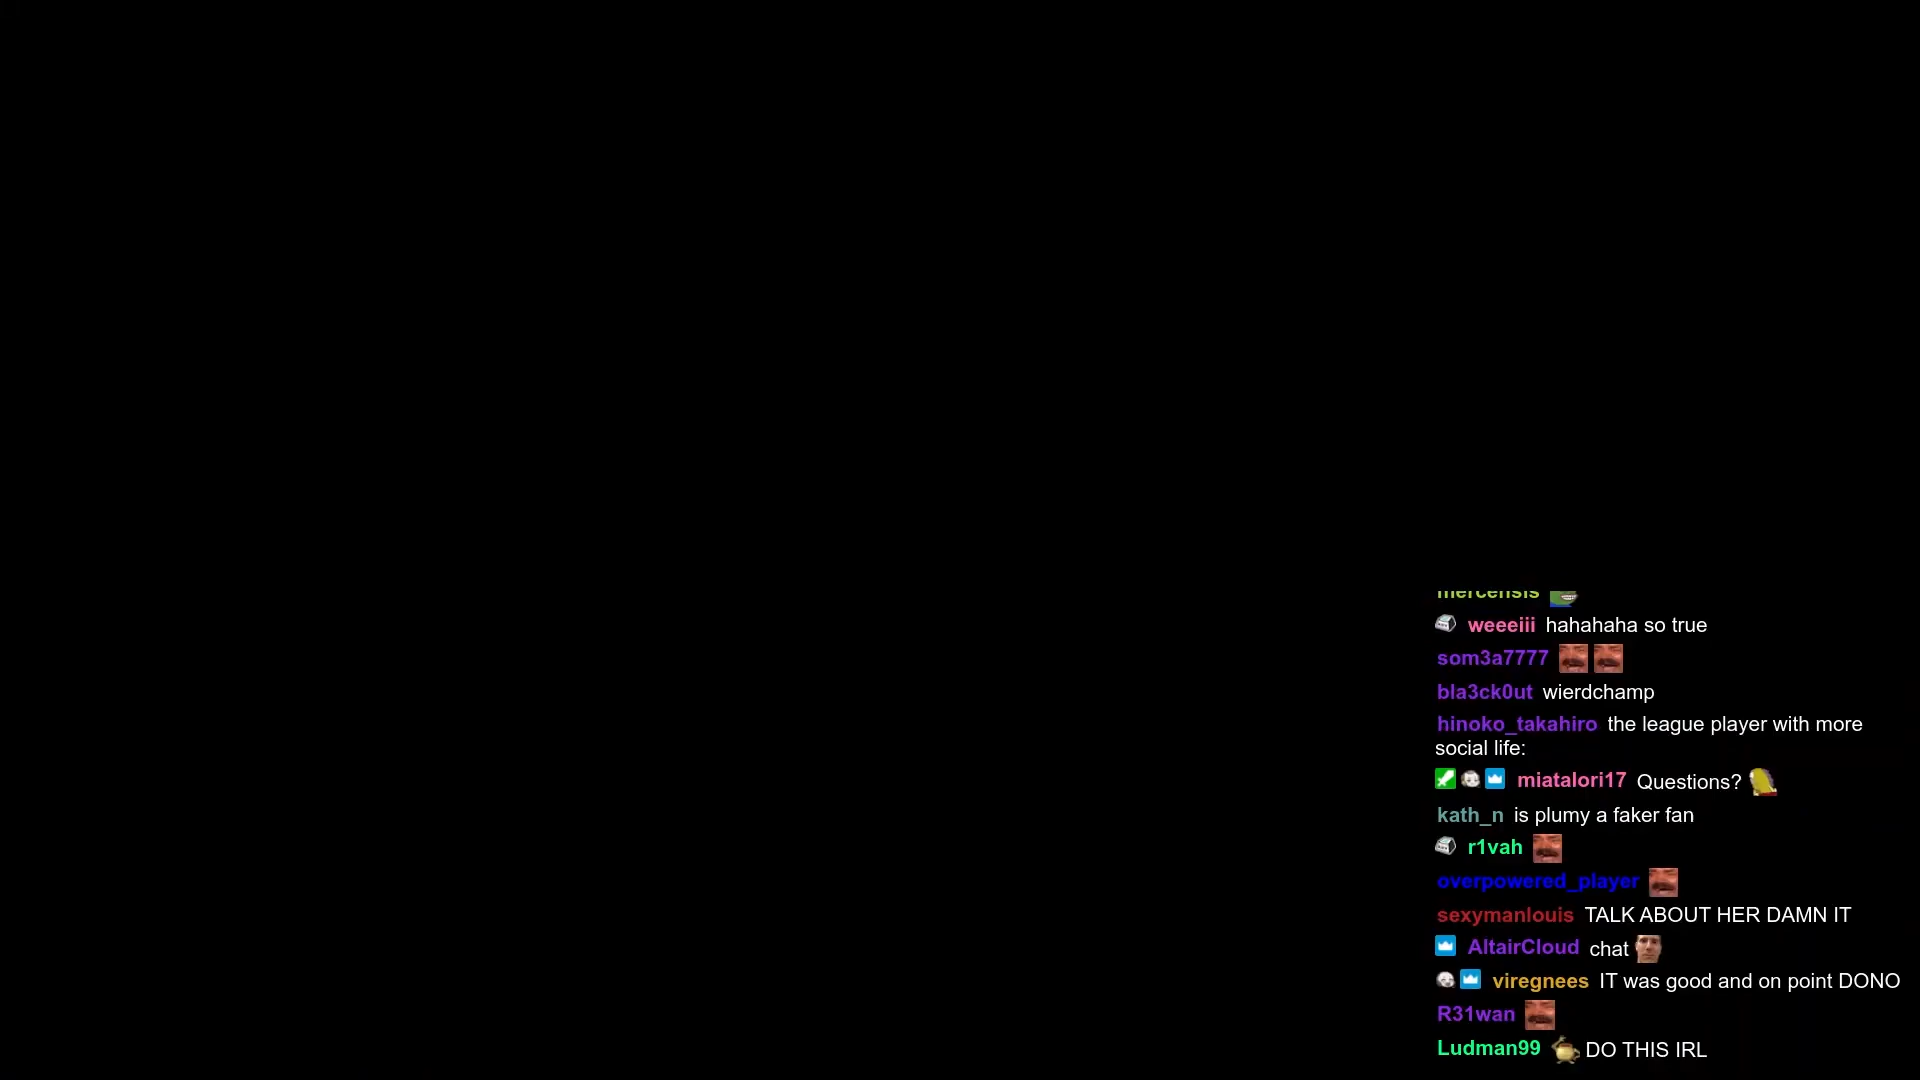 mercensis
weeeiii hahahaha so true
som3a7777
bla3ck0ut wierdchamp
hinoko_takahiro the league player with more
social life:
miatalori17 Questions?
kath_n is plumy a faker fan
r1vah
overpowered_player
sexymanlouis TALK ABOUT HER DAMN IT
AltairCloud chat
viregnees IT was good and on point DONO
R31wan
Ludman99 DO THIS IRL